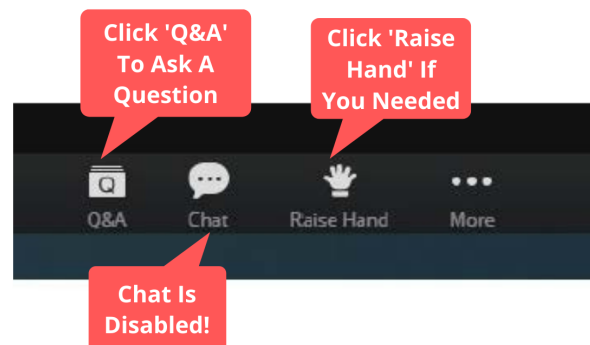 Click 'Q&A'
To Ask A
Question
Click 'Raise
Hand' If
You Needed
Q
Q&A
Chat
Raise Hand
More
Chat Is
Disabled!